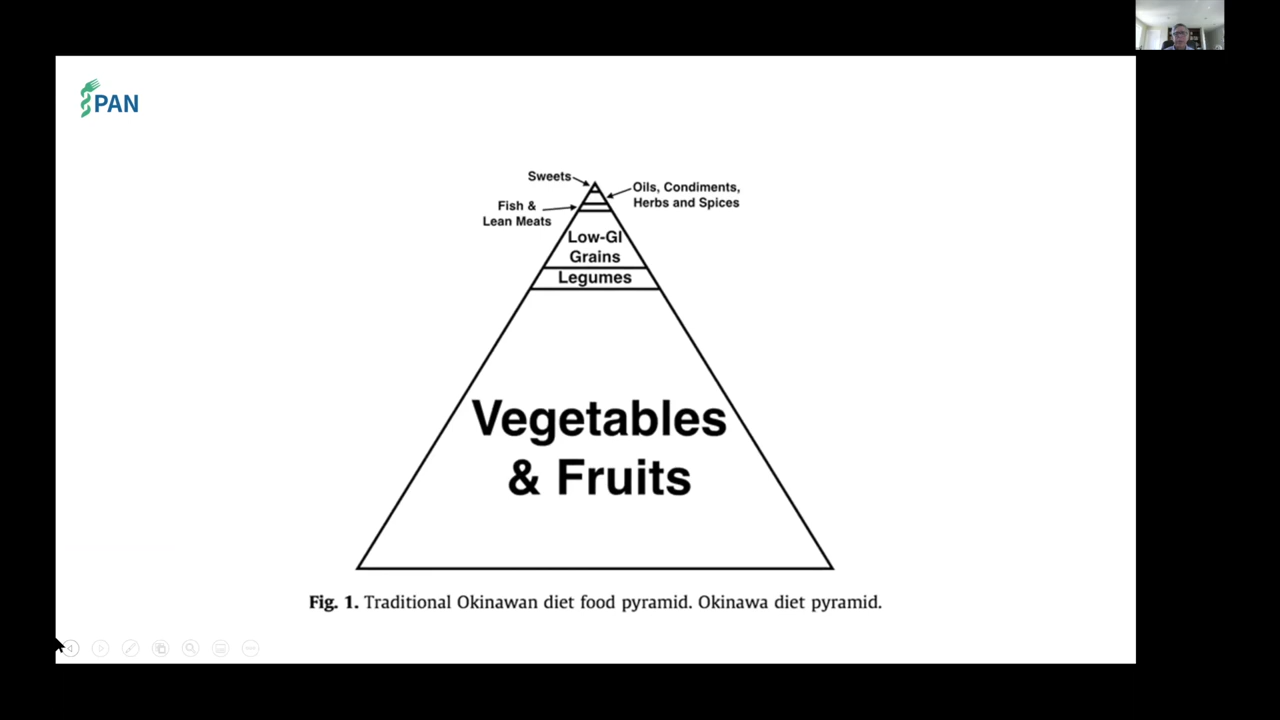 PAN
Sweets
Oils, Condiments,
Herbs and Spices
Fish &
Lean Meats
Low-GI
Grains
Legumes
Vegetables
& Fruits
Fig. 1. Traditional Okinawan diet food pyramid. Okinawa diet pyramid.